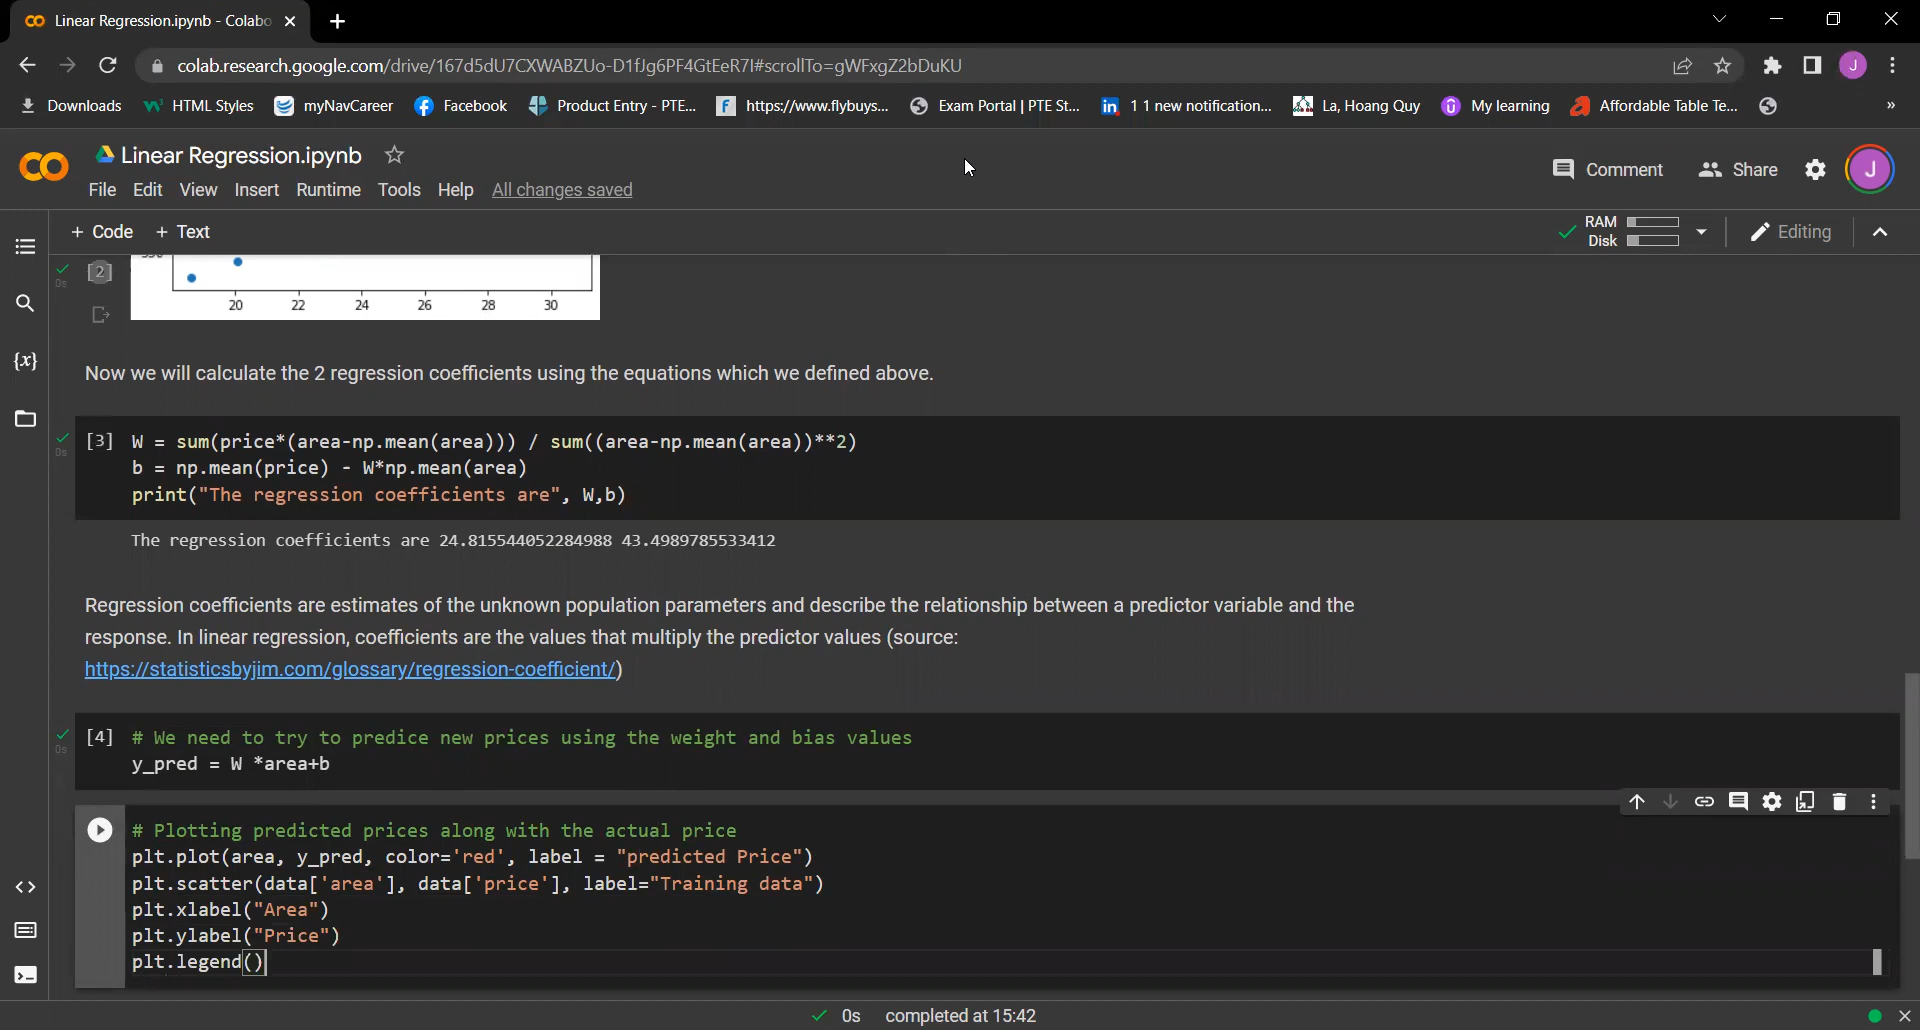 Linear Regression.ipynb - Colabo
colab.research.google.com/drive/167d5dU7CXWABZUo-D1fJg6PF4GtEeR7I#scrollTo=gWFxgZ2bDuKU
J
Downloads HTML Styles myNavCareer Facebook Product Entry - PTE... https://www.flybuys... Exam Portal | PTE St... 1 1 new notification... La, Hoang Quy My learning Affordable Table Te... »
Linear Regression.ipynb
File Edit View Insert Runtime Tools Help All changes saved
Comment Share J
+ Code + Text
RAM
Disk
Editing
[2]
0s
20 22 24 26 28 30
Now we will calculate the 2 regression coefficients using the equations which we defined above.
[3] W = sum(price*(area-np.mean(area))) / sum((area-np.mean(area))**2)
0s
b = np.mean(price) - W*np.mean(area)
print("The regression coefficients are", W,b)
The regression coefficients are 24.815544052284988 43.4989785533412
Regression coefficients are estimates of the unknown population parameters and describe the relationship between a predictor variable and the
response. In linear regression, coefficients are the values that multiply the predictor values (source:
https://statisticsbyjim.com/glossary/regression-coefficient/)
[4] # We need to try to predice new prices using the weight and bias values
0s
y_pred = W *area+b
# Plotting predicted prices along with the actual price
plt.plot(area, y_pred, color='red', label = "predicted Price")
plt.scatter(data['area'], data['price'], label="Training data")
plt.xlabel("Area")
plt.ylabel("Price")
plt.legend()
0s completed at 15:42